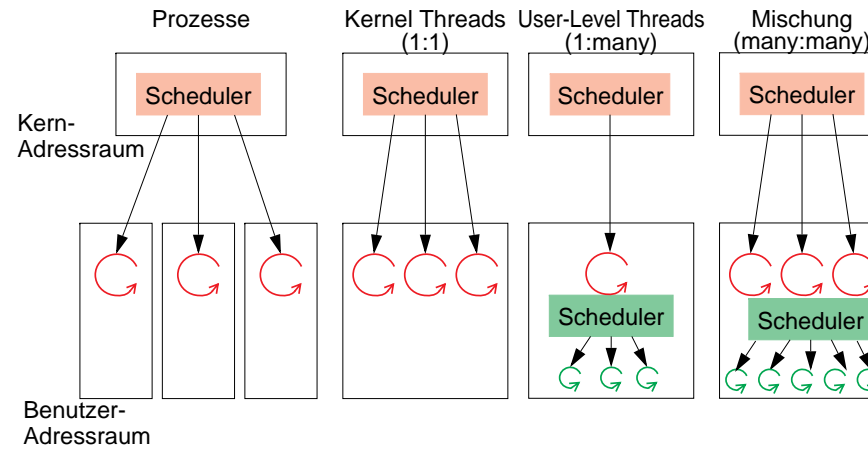 Prozesse
Kernel Threads
(1:1)
User-Level Threads
(1:many)
Mischung
(many:many)
Scheduler
Scheduler
Scheduler
Scheduler
Kern-
Adressraum
Scheduler
Scheduler
Benutzer-
Adressraum